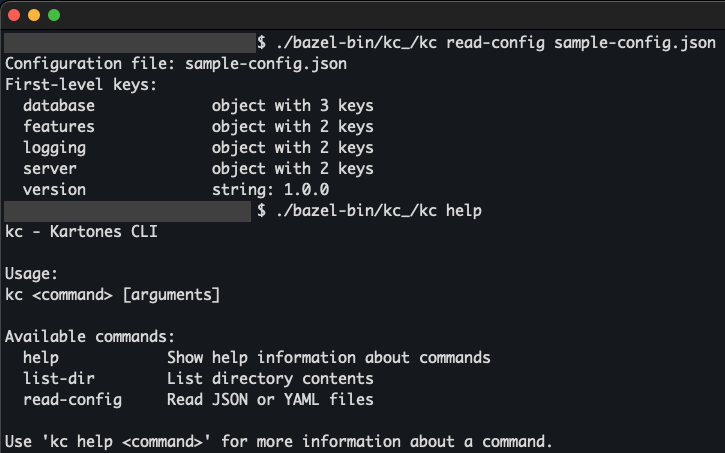 $ ./bazel-bin/kc_/kc read-config sample-config.json
Configuration file: sample-config.json
First-level keys:
  database             object with 3 keys
  features             object with 2 keys
  logging              object with 2 keys
  server               object with 2 keys
  version              string: 1.0.0
$ ./bazel-bin/kc_/kc help
kc - Kartones CLI

Usage:
kc <command> [arguments]

Available commands:
  help            Show help information about commands
  list-dir        List directory contents
  read-config     Read JSON or YAML files

Use 'kc help <command>' for more information about a command.